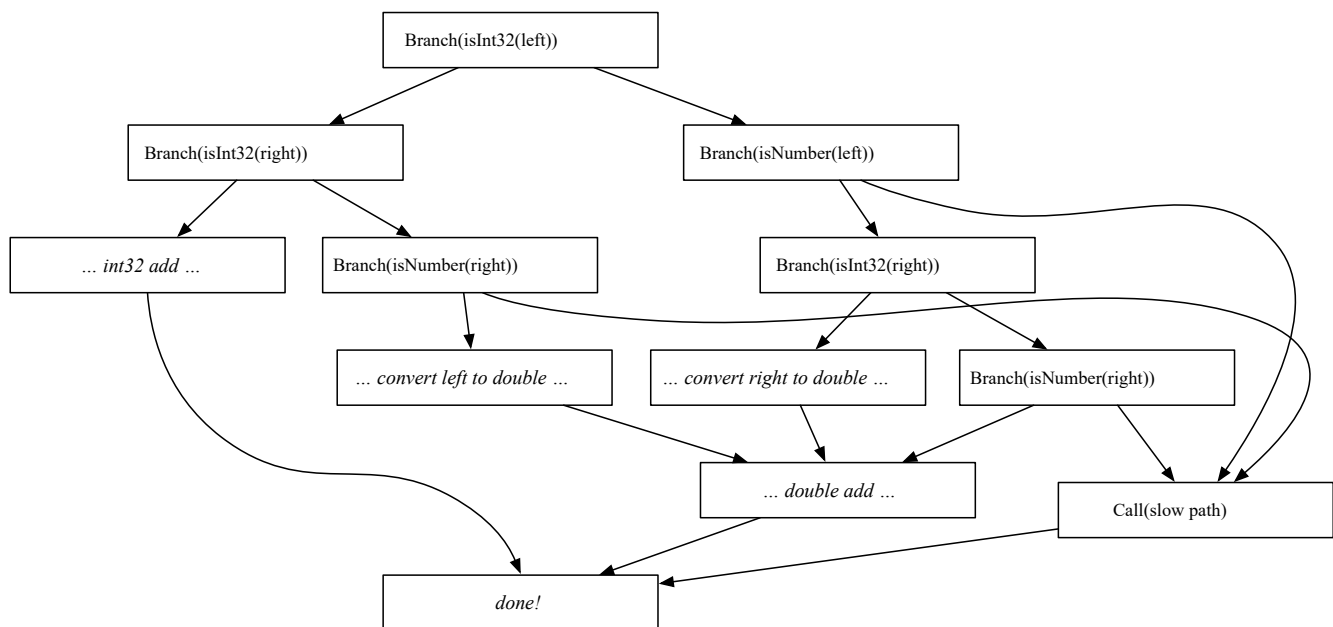 Branch(isInt32(left))
Branch(isInt32(right))
Branch(isNumber(left))
... int32 add ...
Branch(isNumber(right))
Branch(isInt32(right))
... convert left to double ...
... convert right to double ...
Branch(isNumber(right))
... double add ...
Call(slow path)
done!